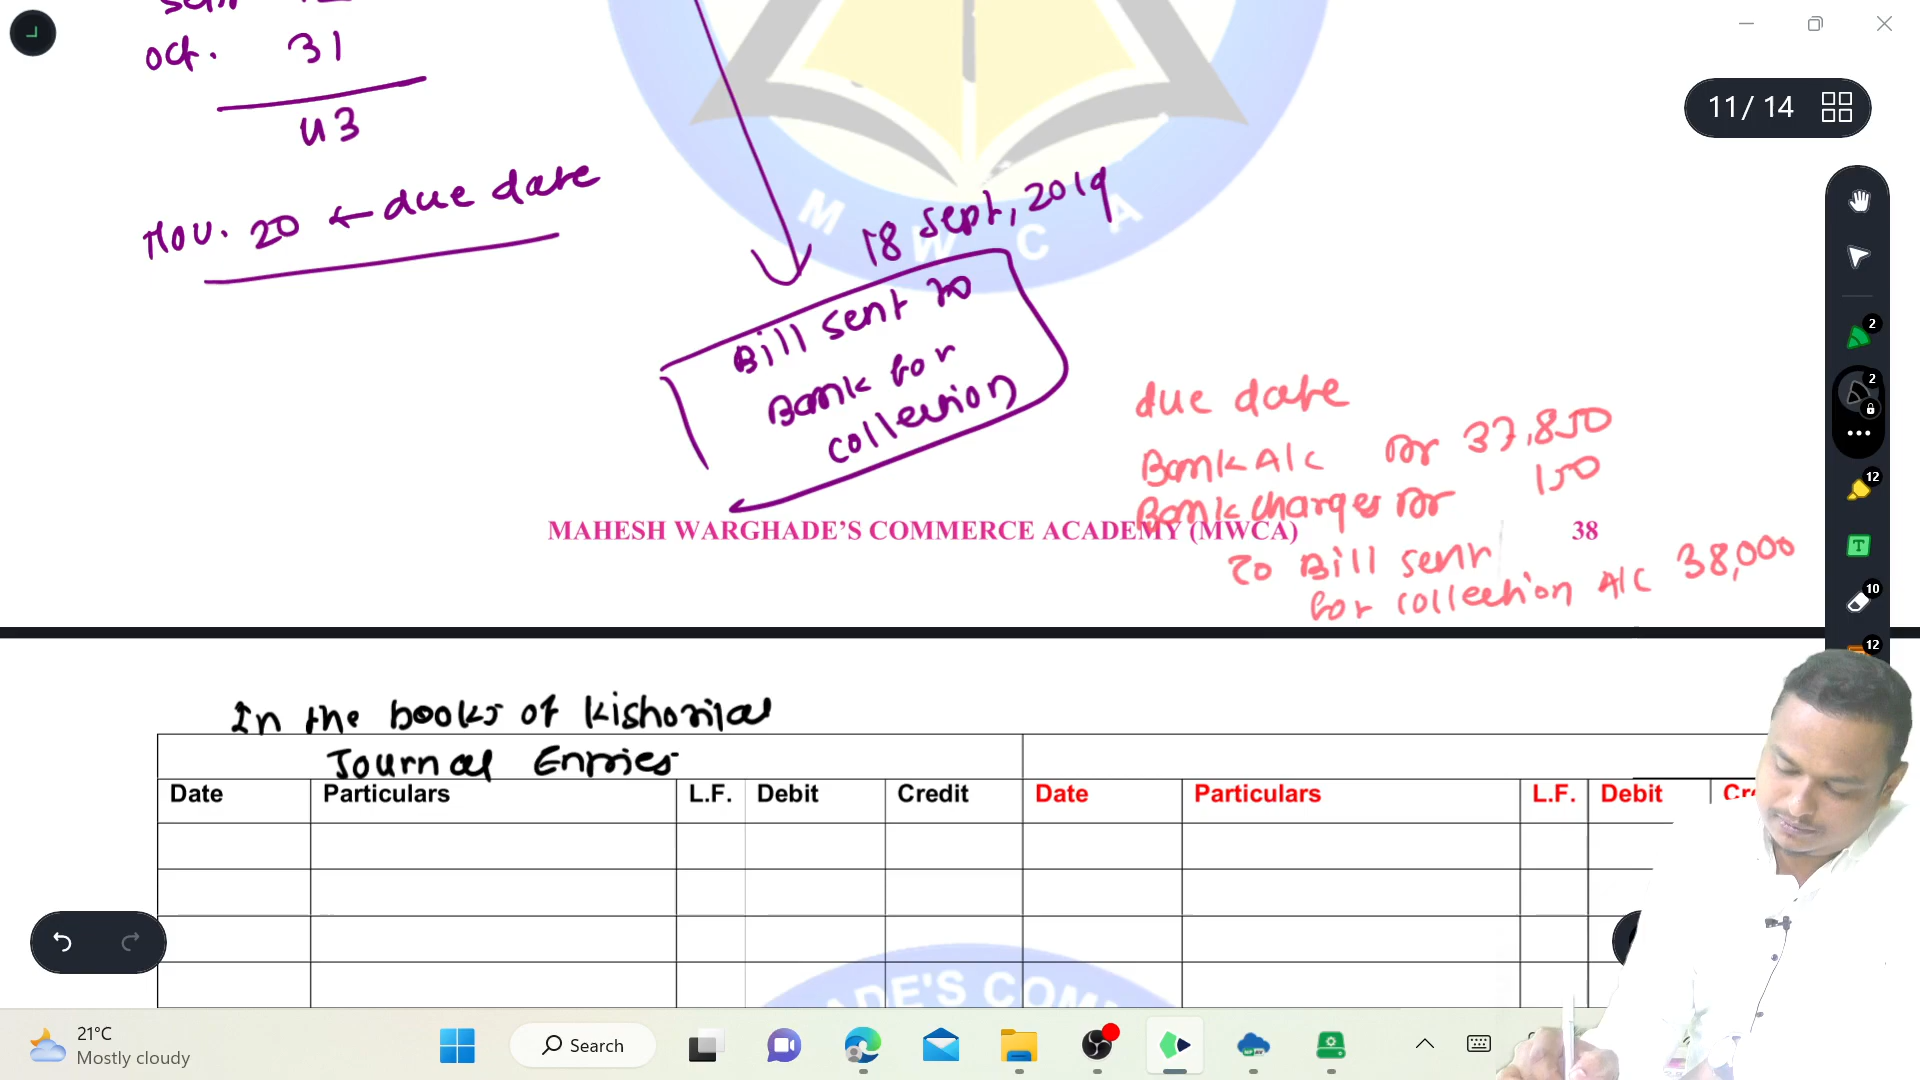 oct. 31
43
Nov. 20 ← due date
11/ 14
M W C A
18 sept, 2019
Bill sent to
Bank for
collection
due date
Bank A/c Dr 37,850
Bank charges Dr 150
To Bill sent
for collection A/c 38,000
MAHESH WARGHADE'S COMMERCE ACADEMY (MWCA) 38
In the books of Kishorilal
Journal Entries
Date Particulars L.F. Debit Credit Date Particulars L.F. Debit
21°C
Mostly cloudy
Search